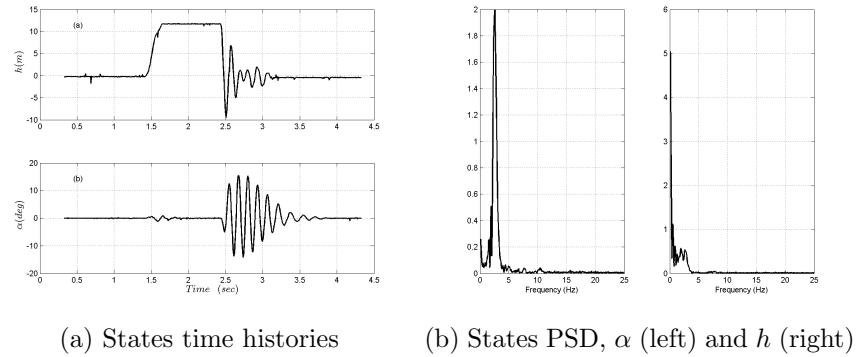 15
10
5
0
-5
-10
h(m)
(a)
0 0.5 1 1.5 2 2.5 3 3.5 4 4.5
20
10
0
-10
-20
α(deg)
(b)
0 0.5 1 1.5 2 2.5 3 3.5 4 4.5
Time (sec)
2
1.8
1.6
1.4
1.2
1
0.8
0.6
0.4
0.2
0
0 5 10 15 20 25
Frequency (Hz)
6
5
4
3
2
1
0
0 5 10 15 20 25
Frequency (Hz)
(a) States time histories
(b) States PSD, α (left) and h (right)